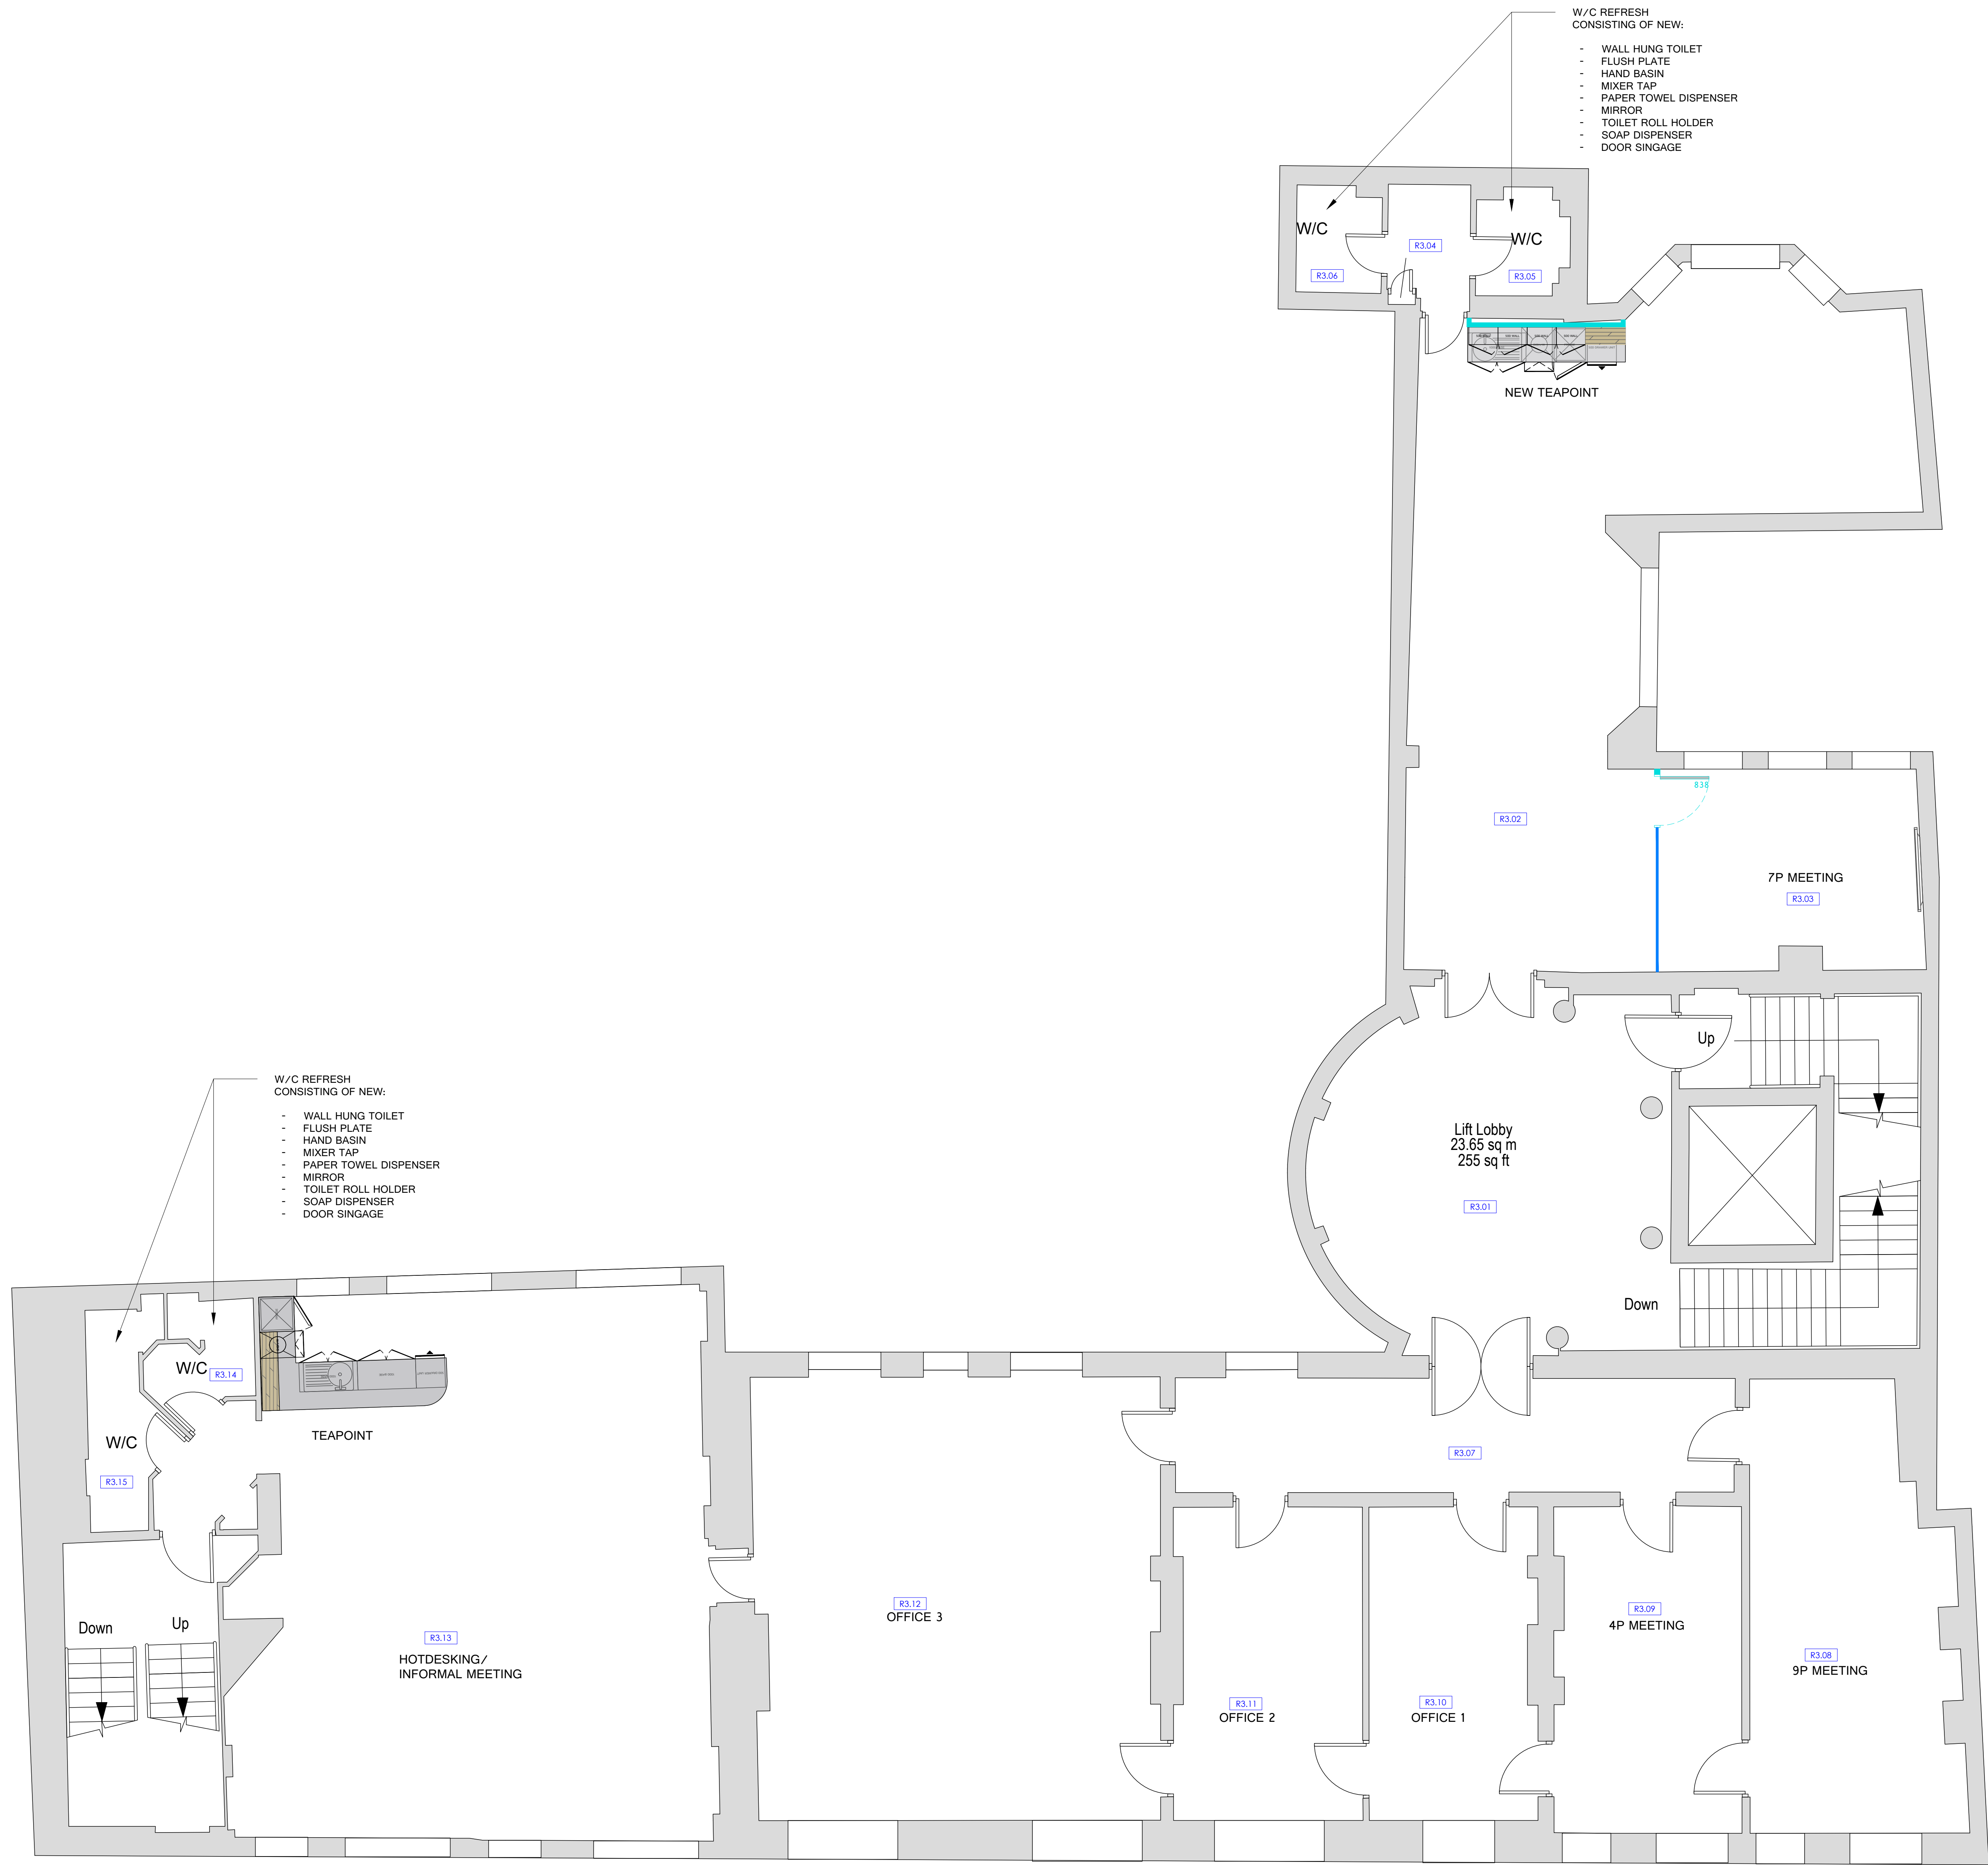 W/C REFRESH
CONSISTING OF NEW:
- WALL HUNG TOILET
- FLUSH PLATE
- HAND BASIN
- MIXER TAP
- PAPER TOWEL DISPENSER
- MIRROR
- TOILET ROLL HOLDER
- SOAP DISPENSER
- DOOR SINGAGE
W/C
R3.04
W/C
R3.06
R3.05
NEW TEAPOINT
838
R3.02
7P MEETING
R3.03
Up
Lift Lobby
23.65 sq m
255 sq ft
R3.01
Down
W/C REFRESH
CONSISTING OF NEW:
- WALL HUNG TOILET
- FLUSH PLATE
- HAND BASIN
- MIXER TAP
- PAPER TOWEL DISPENSER
- MIRROR
- TOILET ROLL HOLDER
- SOAP DISPENSER
- DOOR SINGAGE
W/C
R3.14
TEAPOINT
W/C
R3.15
R3.07
Down
Up
R3.13
HOTDESKING/
INFORMAL MEETING
R3.12
OFFICE 3
R3.11
OFFICE 2
R3.10
OFFICE 1
R3.09
4P MEETING
R3.08
9P MEETING